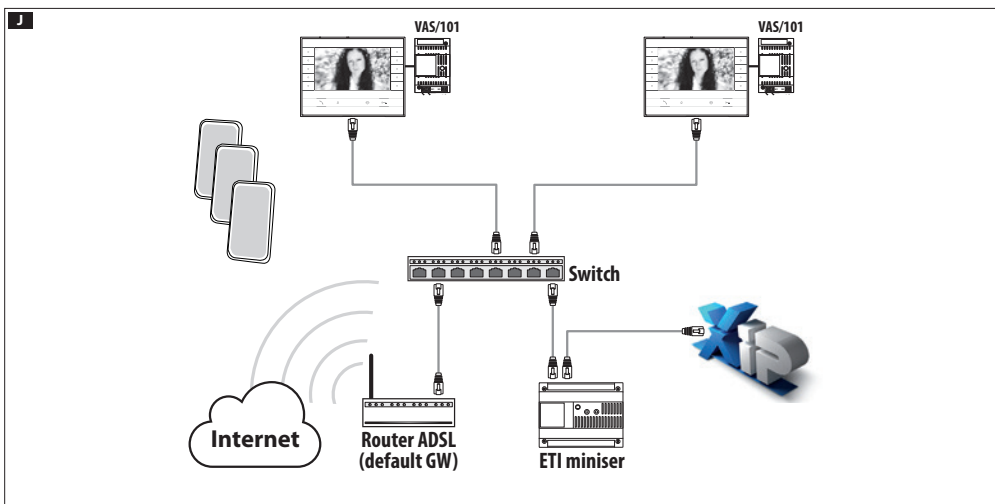 J
VAS/101
VAS/101
Switch
Xip
Internet
Router ADSL
(default GW)
ETI miniser